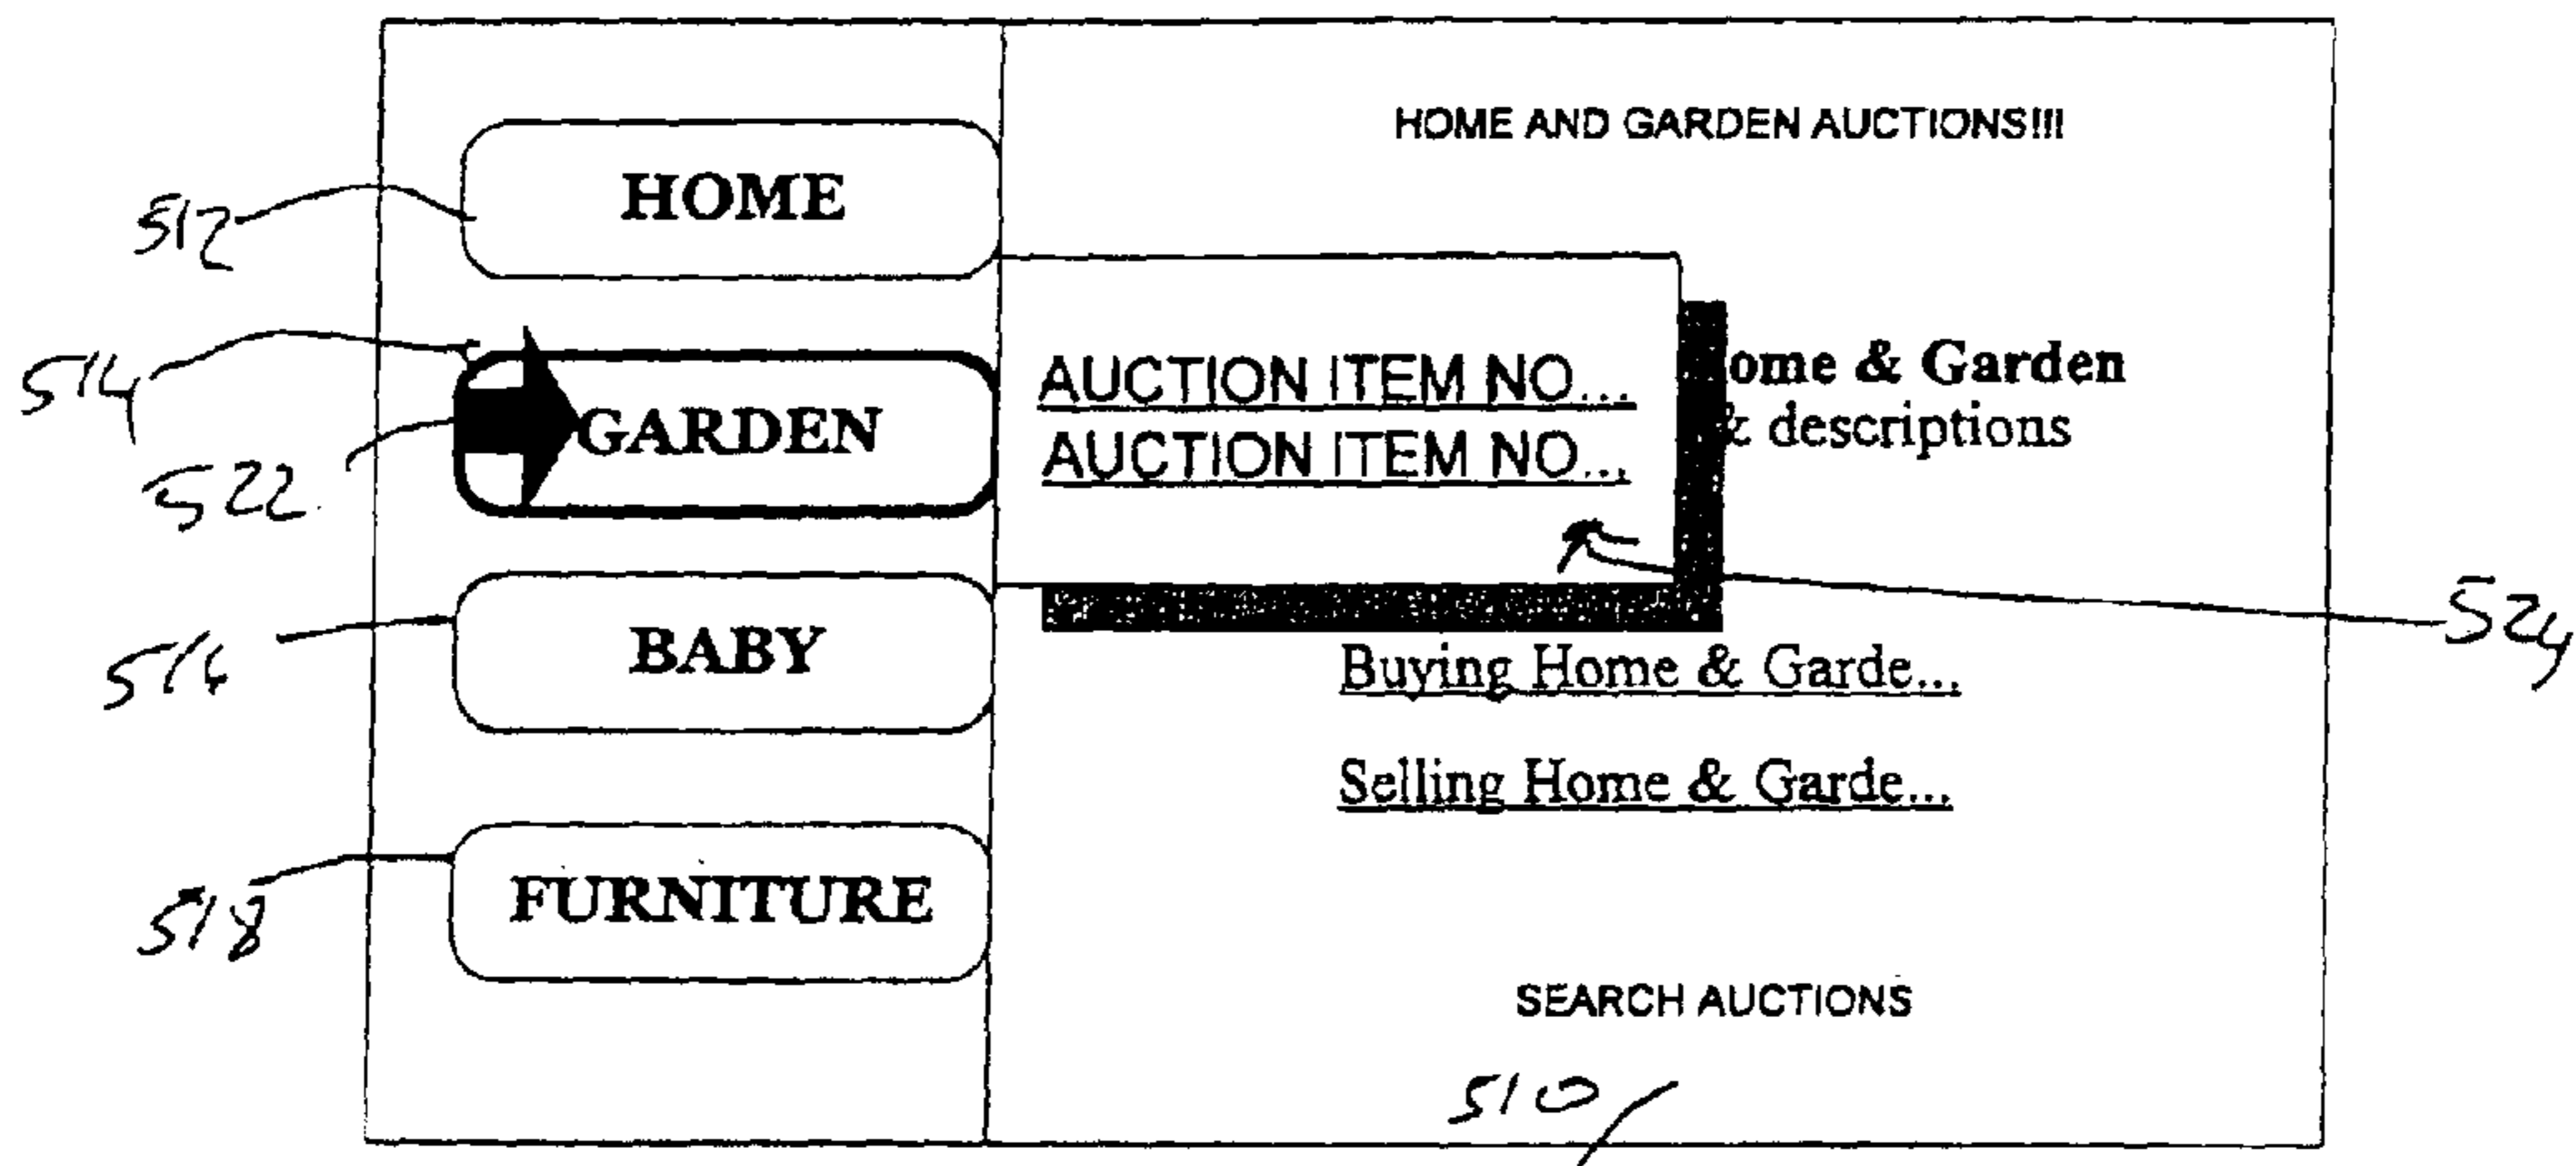 HOME AND GARDEN AUCTIONS!!!
HOME
512
514
GARDEN
522
AUCTION ITEM NO...
AUCTION ITEM NO...
ome & Garden
& descriptions
524
516
BABY
Buying Home & Garde...
Selling Home & Garde...
518
FURNITURE
SEARCH AUCTIONS
510